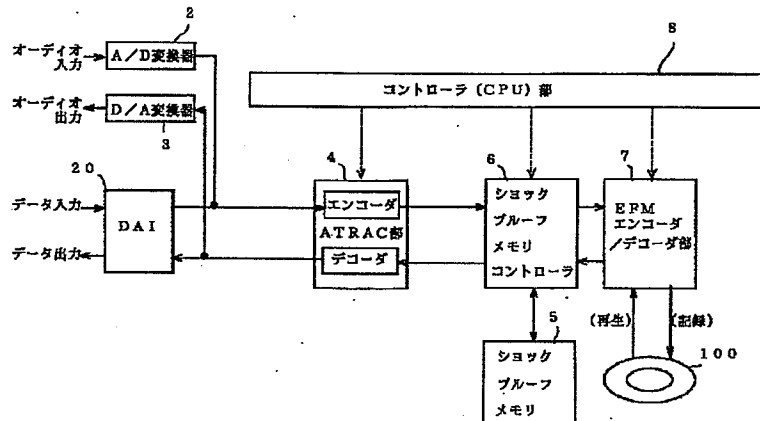 2
オーディオ
入力
A/D変換器
8
コントローラ (CPU) 部
オーディオ
出力
D/A変換器
3
20
4
6
7
データ入力
DAI
データ出力
エンコーダ
ATRAC部
デコーダ
ショック
プルーフ
メモリ
コントローラ
EFM
エンコーダ
/デコーダ部
(再生)
(記録)
5
ショック
プルーフ
メモリ
100